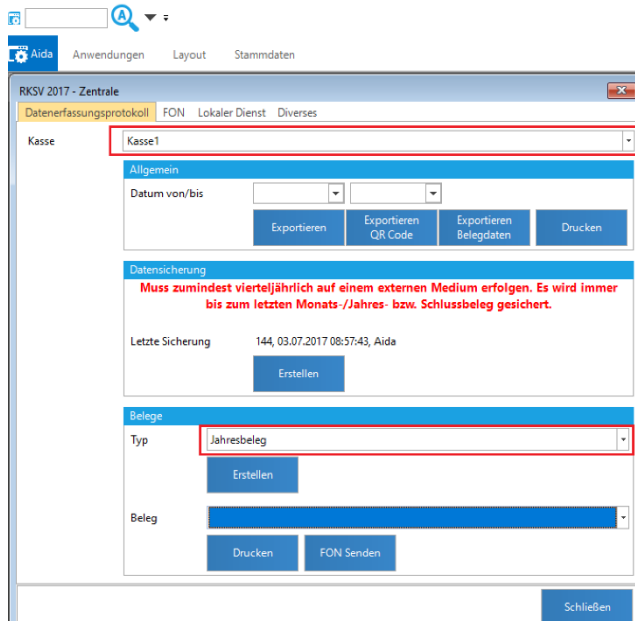 A
Aida Anwendungen Layout Stammdaten
RKSV 2017 - Zentrale
Datenerfassungsprotokoll FON Lokaler Dienst Diverses
Kasse Kasse1
Allgemein
Datum von/bis
Exportieren Exportieren QR Code Exportieren Belegdaten Drucken
Datensicherung
Muss zumindest vierteljährlich auf einem externen Medium erfolgen. Es wird immer
bis zum letzten Monats-/Jahres- bzw. Schlussbeleg gesichert.
Letzte Sicherung 144, 03.07.2017 08:57:43, Aida
Erstellen
Belege
Typ Jahresbeleg
Erstellen
Beleg
Drucken FON Senden
Schließen